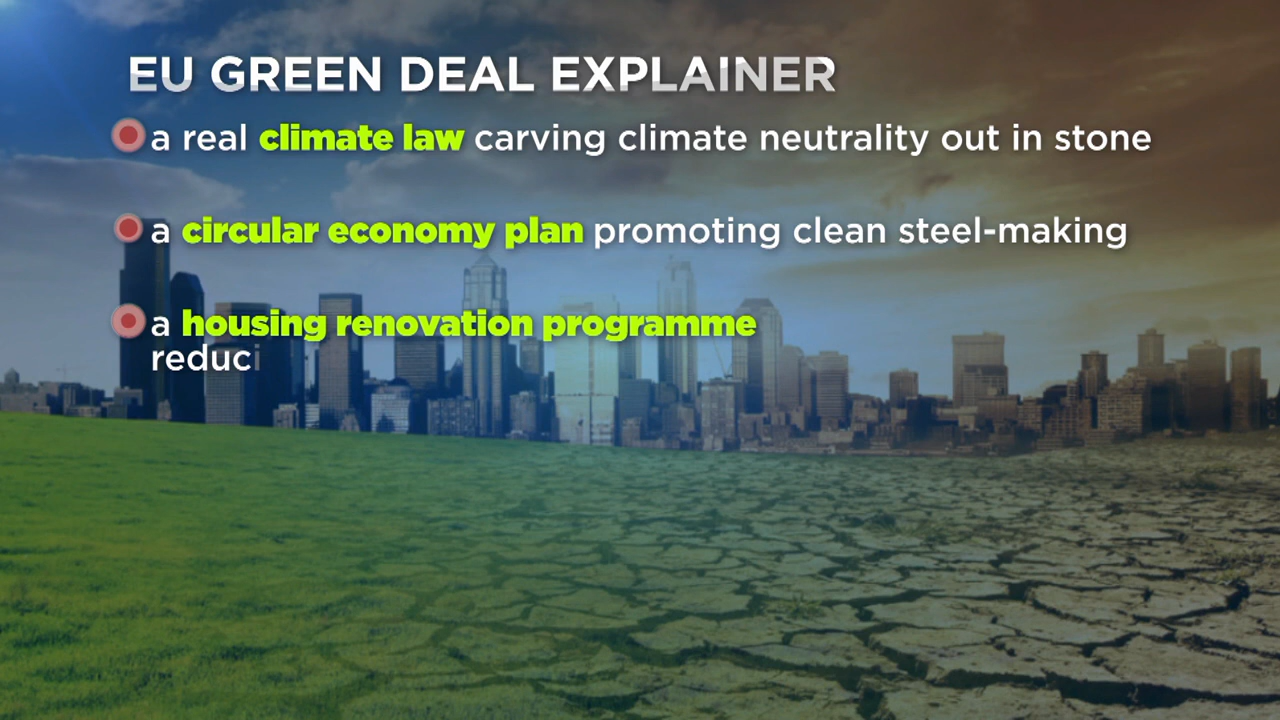 EU GREEN DEAL EXPLAINER
a real climate law carving climate neutrality out in stone
a circular economy plan promoting clean steel-making
a housing renovation programme
reduci